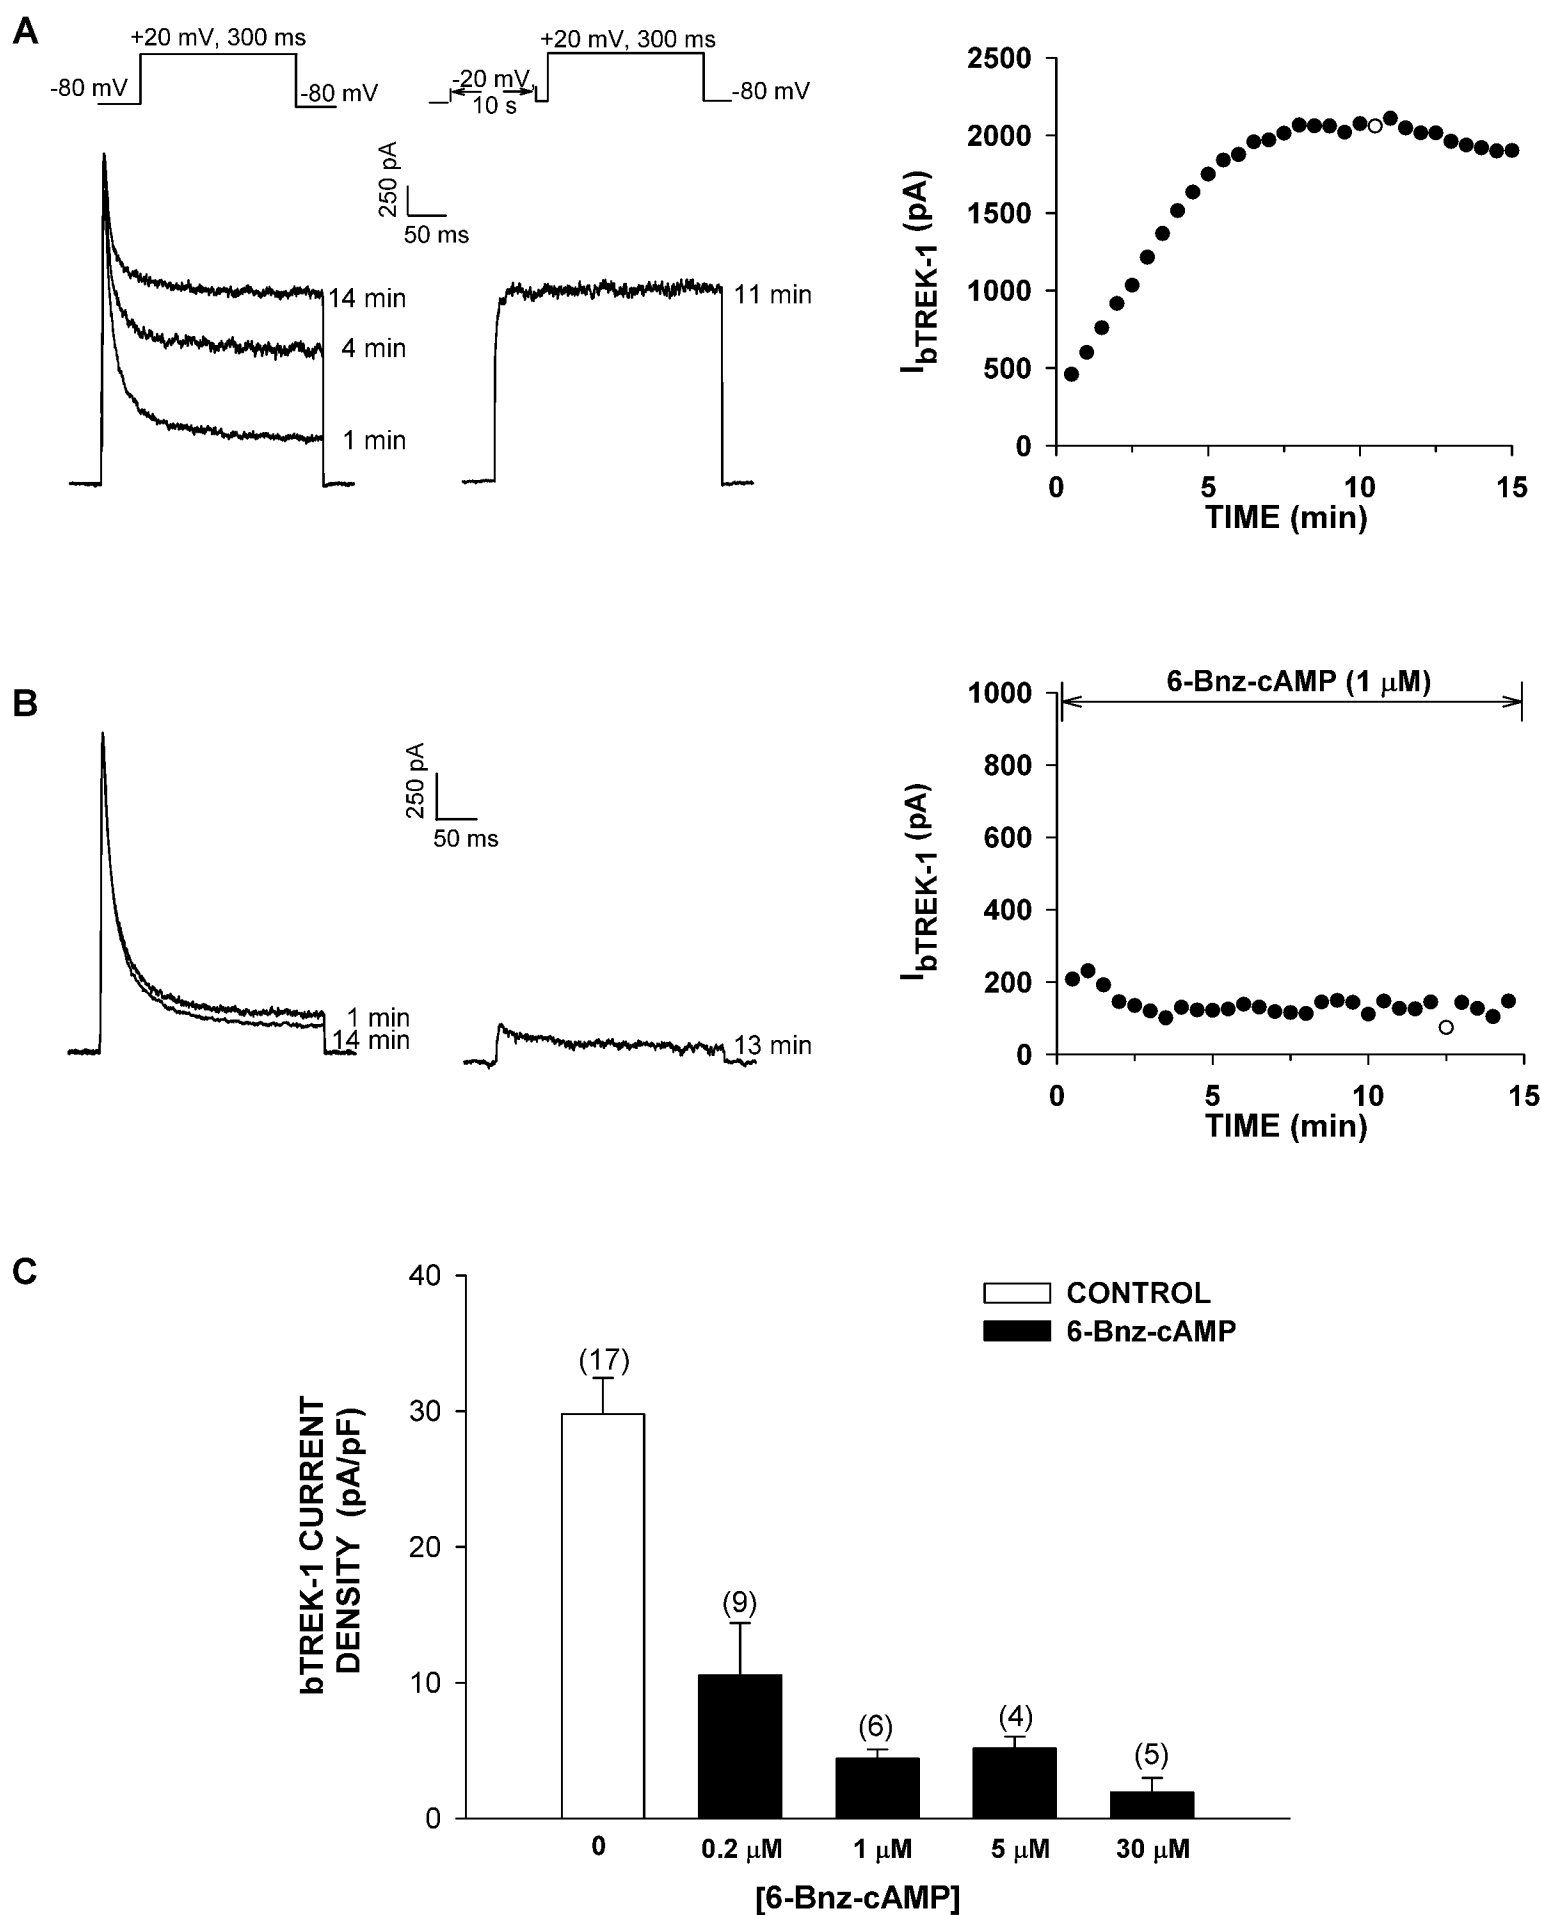 A
+20 mV, 300 ms
-80 mV
-80 mV
+20 mV, 300 ms
-20 mV
10 s
-80 mV
250 pA
50 ms
14 min
4 min
1 min
11 min
2500
2000
1500
1000
500
0
IbTREK-1 (pA)
0 5 10 15
TIME (min)
B
250 pA
50 ms
1 min
14 min
13 min
6-Bnz-cAMP (1 μM)
1000
800
600
400
200
0
IbTREK-1 (pA)
0 5 10 15
TIME (min)
C
CONTROL
6-Bnz-cAMP
bTREK-1 CURRENT
DENSITY (pA/pF)
40
30
20
10
0
(17)
(9)
(6)
(4)
(5)
0 0.2 μM 1 μM 5 μM 30 μM
[6-Bnz-cAMP]